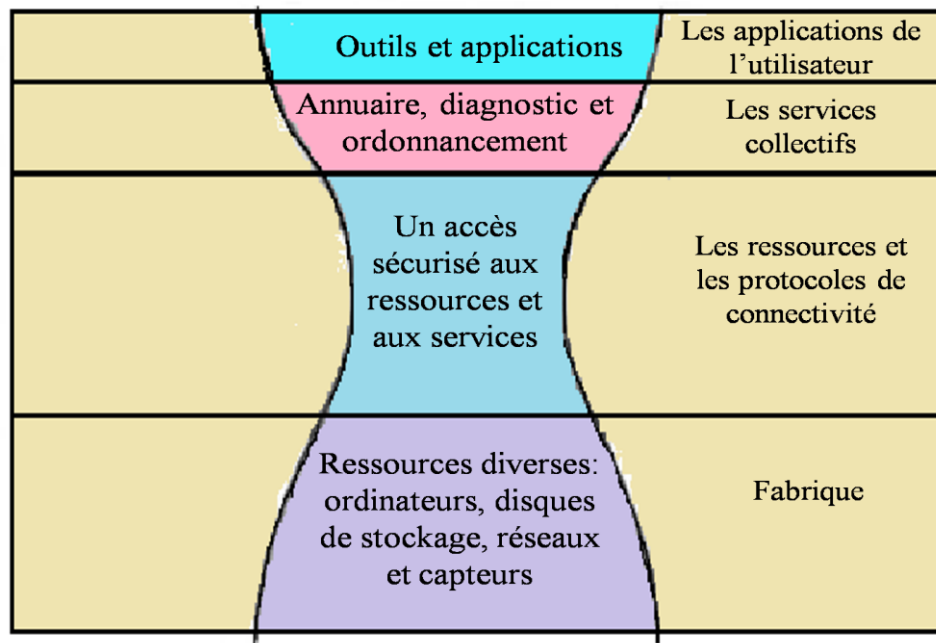 Outils et applications
Les applications de
l’utilisateur
Annuaire, diagnostic et
ordonnancement
Les services
collectifs
Un accès
sécurisé aux
ressources et
aux services
Les ressources et
les protocoles de
connectivité
Ressources diverses:
ordinateurs, disques
de stockage, réseaux
et capteurs
Fabrique